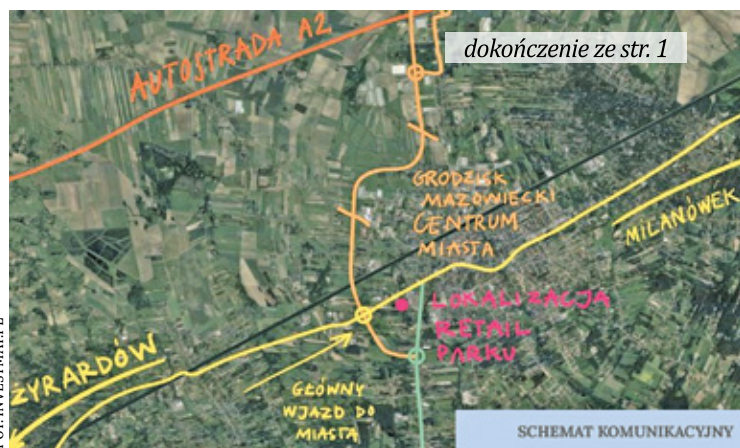 dokończenie ze str. 1
AUTOSTRADA A2
GRODZISK
MAZOWIECKI
CENTRUM
MIASTA
MILANÓWEK
LOKALIZACJA
RETAIL
PARKU
ŻYRARDÓW
GŁÓWNY
WJAZD DO
MIASTA
SCHEMAT KOMUNIKACYJNY